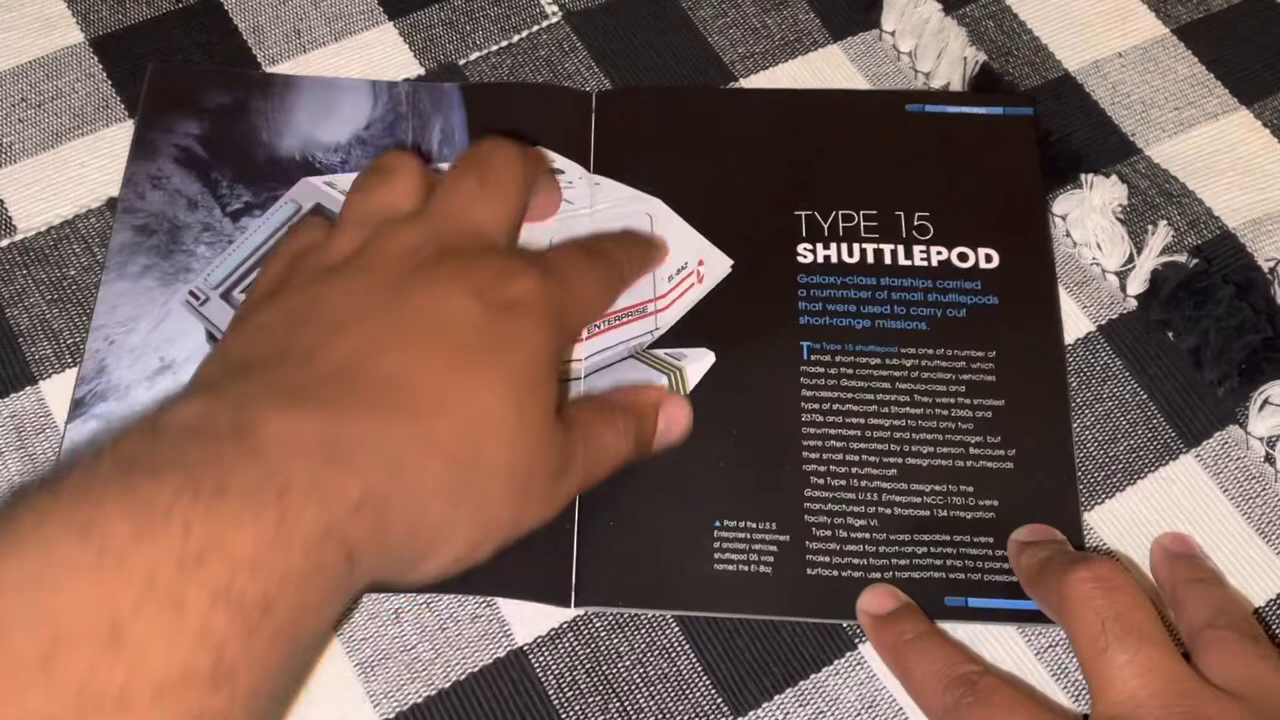 EL-BAZ
ENTERPRISE
TYPE 15
SHUTTLEPOD
Galaxy-class starships carried
a nummber of small shuttlepods
that were used to carry out
short-range missions.
The Type 15 shuttlepod was one of a number of
small, short-range, sub-light shuttlecraft, which
made up the complement of ancilliary vehichles
found on Galaxy-class, Nebula-class and
Renaissance-class starships. They were the smallest
type of shuttlecraft us Starfleet in the 2360s and
2370s and were designed to hold only two
crewmembers: a pilot and systems manager, but
were often operated by a single person. Because of
their small size they were designated as shuttlepods
rather than shuttlecraft.
The Type 15 shuttlepods assigned to the
Galaxy-class U.S.S. Enterprise NCC-1701-D were
manufactured at the Starbase 134 Integration
facility on Rigel VI.
Type 15s were not warp capable and were
typically used for short-range survey missions and
make journeys from their mother ship to a plane
surface when use of transporters was not possible
▲ Part of the U.S.S.
Enterprise's compliment
of ancillary vehicles,
shuttlepod 05 was
named the El-Baz.